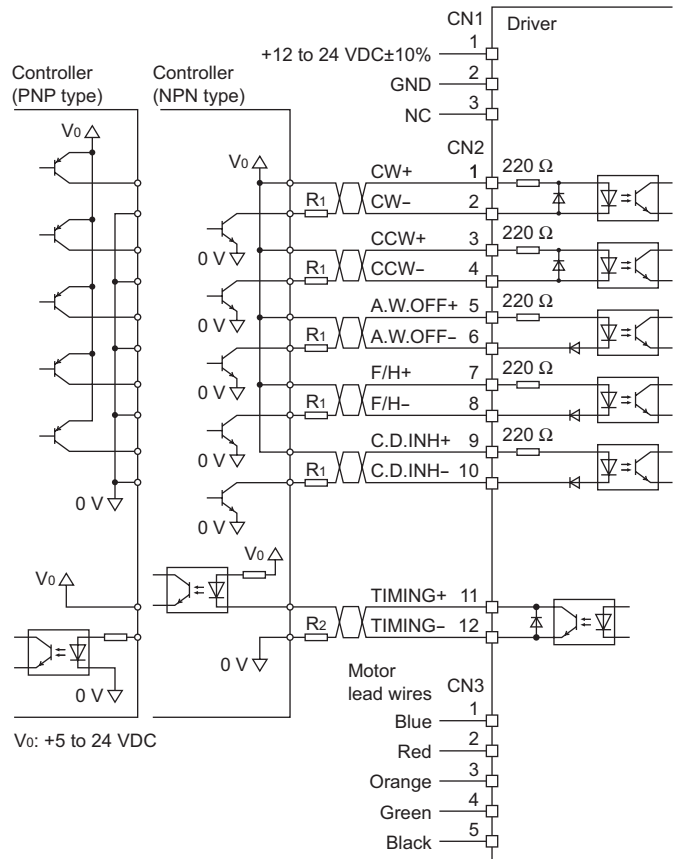 CN1
Driver
+12 to 24 VDC±10%
1
GND
2
NC
3
Controller
(PNP type)
Controller
(NPN type)
V0
V0
CN2
CW+
1
220 Ω
R1
CW–
2
0 V
CCW+
3
220 Ω
R1
CCW–
4
0 V
A.W.OFF+
5
220 Ω
R1
A.W.OFF–
6
0 V
F/H+
7
220 Ω
R1
F/H–
8
0 V
C.D.INH+
9
220 Ω
R1
C.D.INH–
10
0 V
0 V
V0
V0
TIMING+
11
R2
TIMING–
12
0 V
0 V
V0: +5 to 24 VDC
Motor
lead wires
CN3
Blue
1
Red
2
Orange
3
Green
4
Black
5